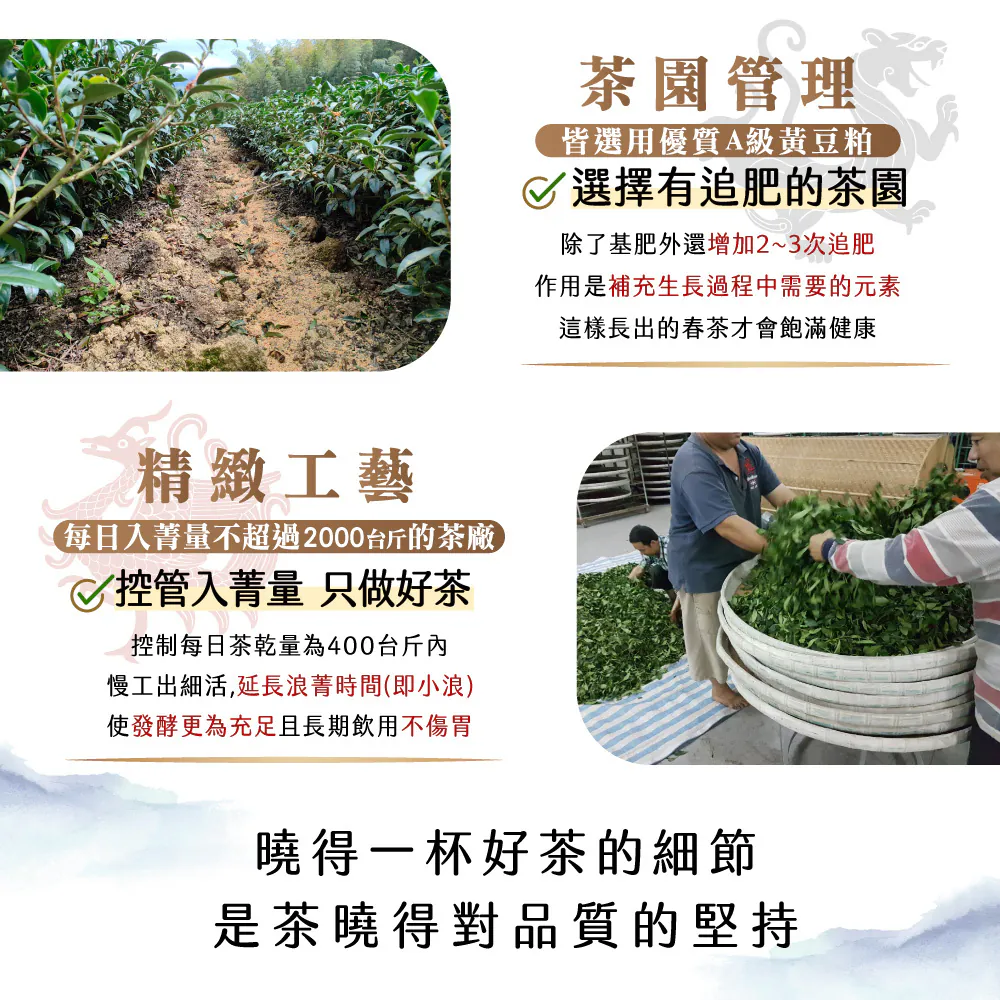 茶園管理
皆選用優質A級黃豆粕
選擇有追肥的茶園
除了基肥外還增加2~3次追肥
作用是補充生長過程中需要的元素
這樣長出的春茶才會飽滿健康
精緻工藝
每日入菁量不超過2000台斤的茶廠
控管入菁量 只做好茶
控制每日茶乾量為400台斤內
慢工出細活,延長浪菁時間(即小浪)
使發酵更為充足且長期飲用不傷胃
曉得一杯好茶的細節
是茶曉得對品質的堅持